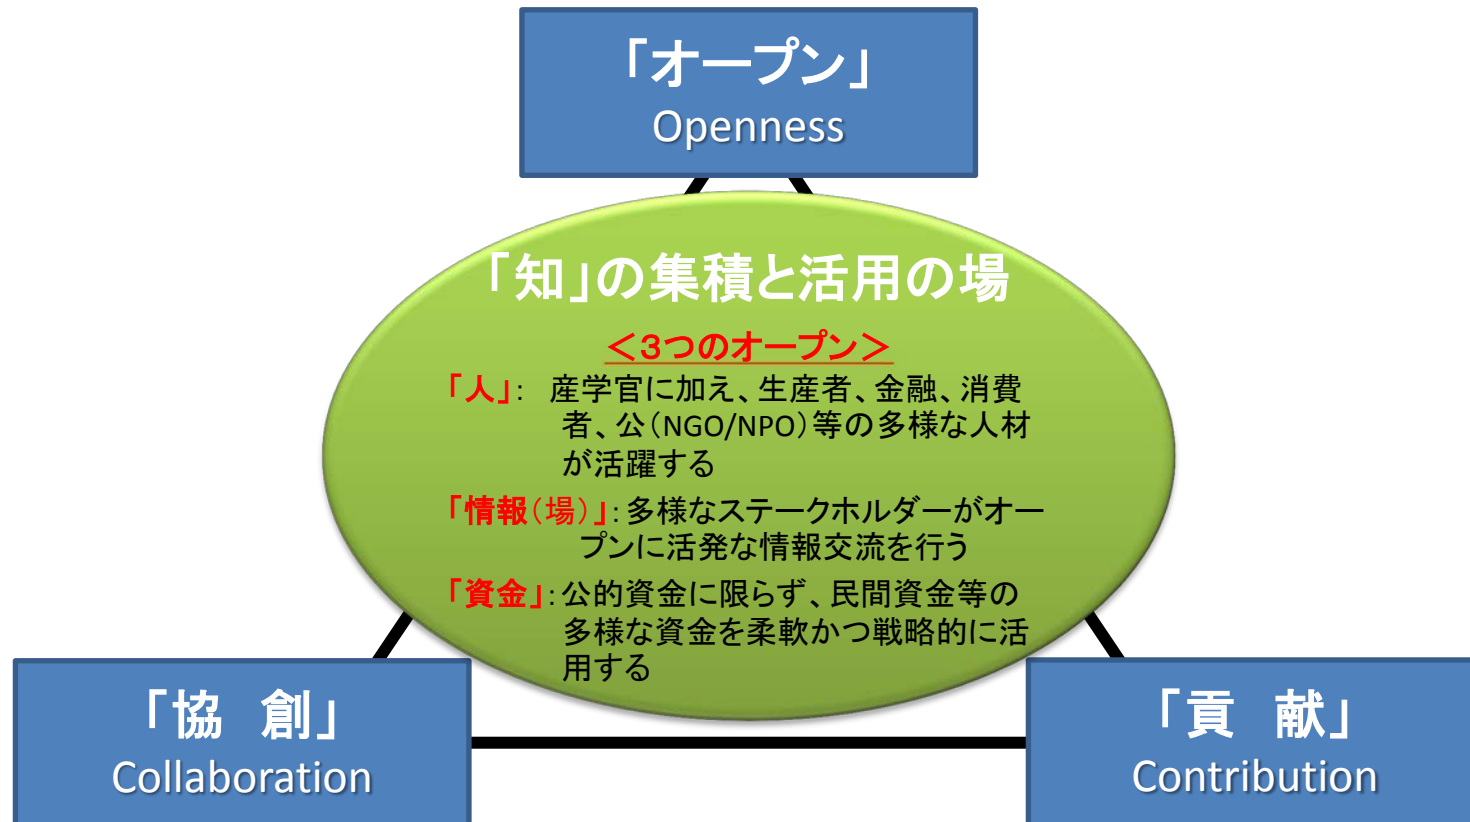 「オープン」
Openness
「知」の集積と活用の場
＜３つのオープン＞
「人」： 産学官に加え、生産者、金融、消費
者、公（NGO/NPO）等の多様な人材
が活躍する
「情報（場）」：多様なステークホルダーがオー
プンに活発な情報交流を行う
「資金」：公的資金に限らず、民間資金等の
多様な資金を柔軟かつ戦略的に活
用する
「協　創」
Collaboration
「貢　献」
Contribution